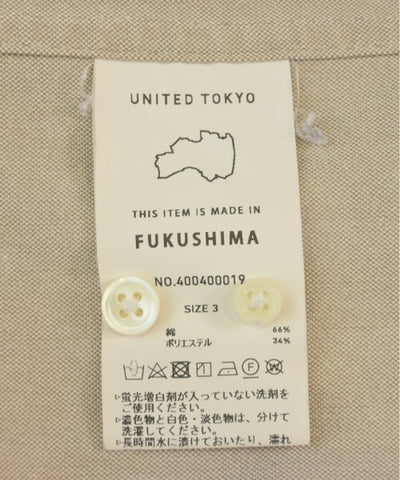 UNITED TOKYO
THIS ITEM IS MADE IN
FUKUSHIMA
NO.400400019
SIZE 3
綿 66%
ポリエステル 34%
▷蛍光増白剤が入っていない洗剤を
ご使用ください。
▷濃色物と白色・淡色物は、分けて
洗濯してください。
▷長時間水に漬けておいたり、濡れ